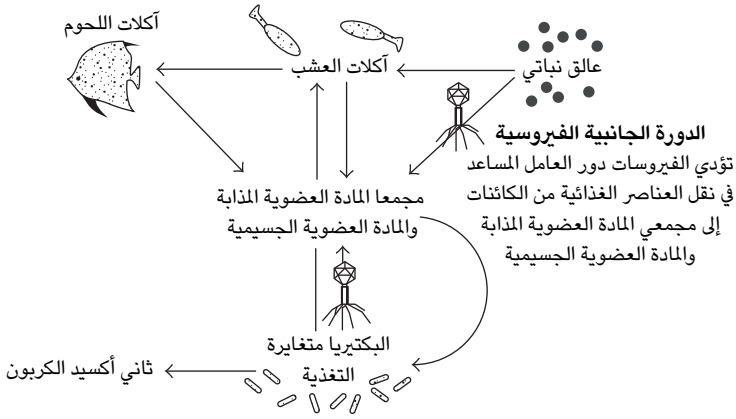 آكلات اللحوم
آكلات العشب
عالق نباتي
الدورة الجانبية الفيروسية
تؤدي الفيروسات دور العامل المساعد
في نقل العناصر الغذائية من الكائنات
إلى مجمعي المادة العضوية المذابة
والمادة العضوية الجسيمية
مجمعا المادة العضوية المذابة
والمادة العضوية الجسيمية
البكتيريا متغايرة
التغذية
ثاني أكسيد الكربون